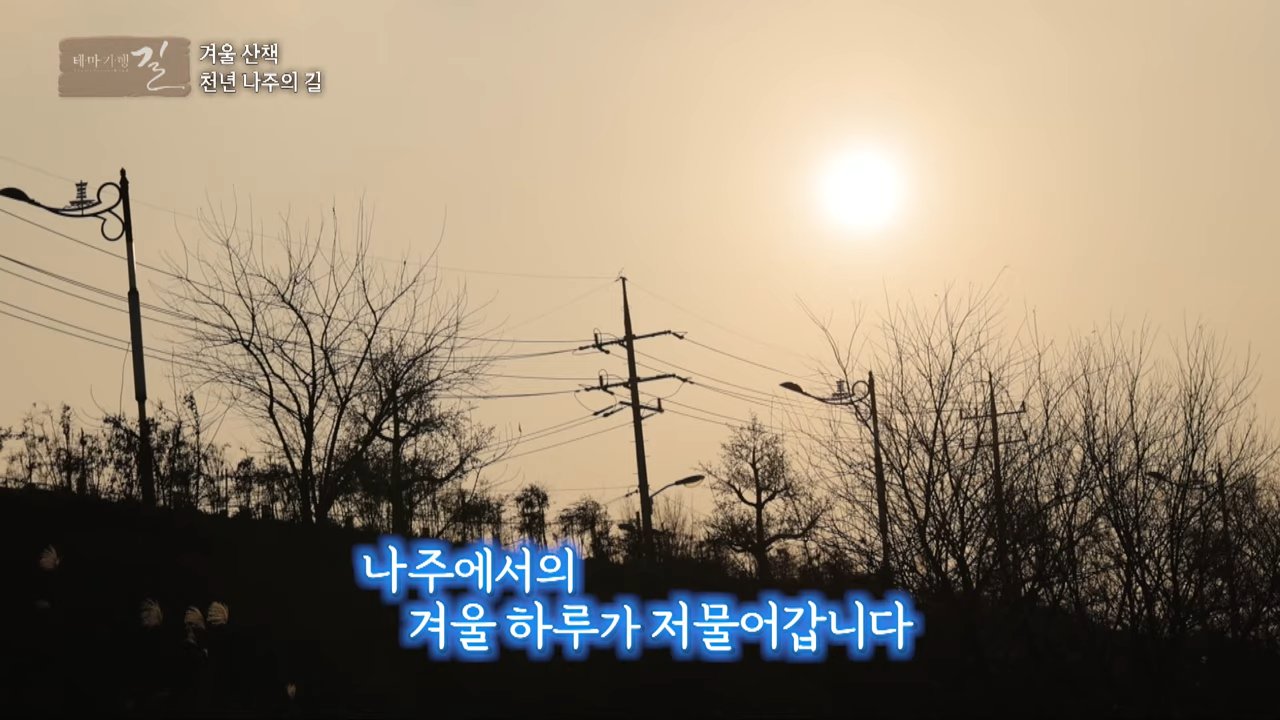 테·마·기·행
길
겨울 산책
천년 나주의 길
나주에서의
겨울 하루가 저물어갑니다